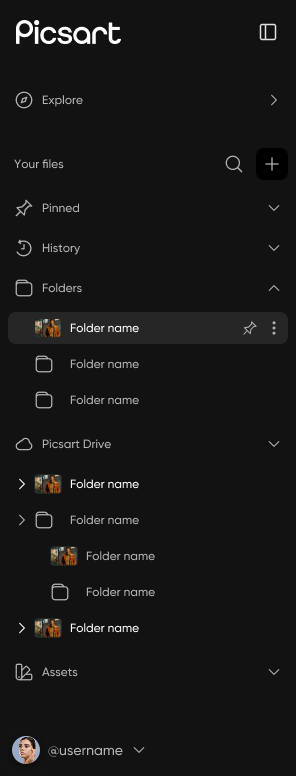 Picsart
Explore
Your files
Pinned
History
Folders
Folder name
Folder name
Folder name
Picsart Drive
Folder name
Folder name
Folder name
Folder name
Folder name
Assets
@username